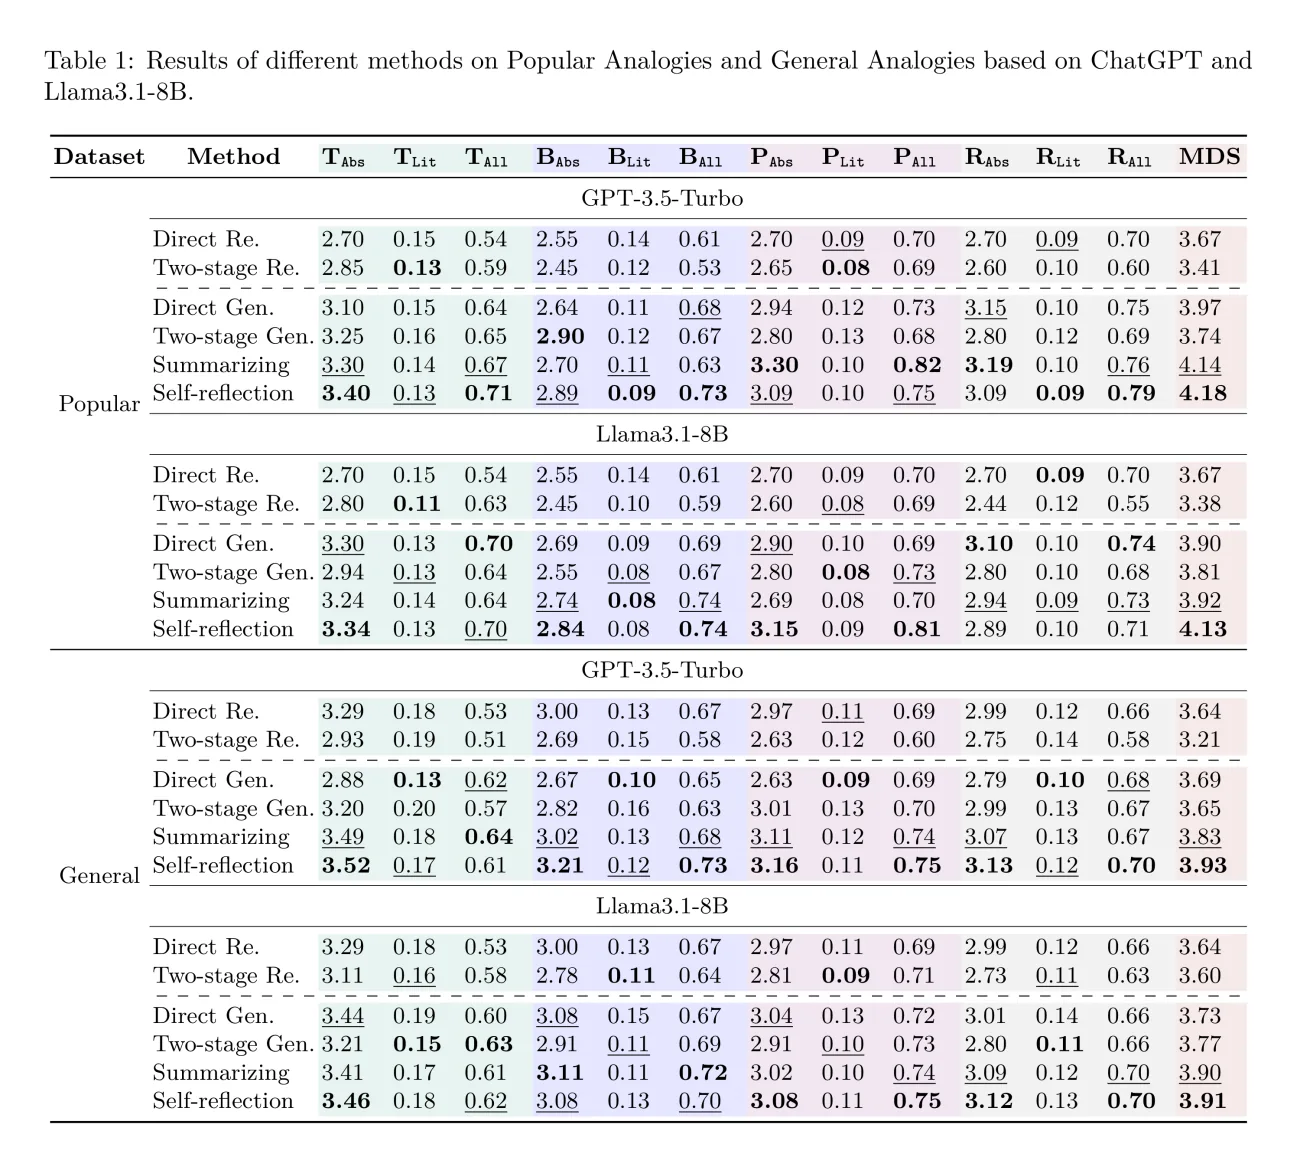 Table 1: Results of different methods on Popular Analogies and General Analogies based on ChatGPT and
Llama3.1-8B.
Dataset Method T_Abs T_Lit T_All B_Abs B_Lit B_All P_Abs P_Lit P_All R_Abs R_Lit R_All MDS
GPT-3.5-Turbo
Direct Re. 2.70 0.15 0.54 2.55 0.14 0.61 2.70 0.09 0.70 2.70 0.09 0.70 3.67
Two-stage Re. 2.85 0.13 0.59 2.45 0.12 0.53 2.65 0.08 0.69 2.60 0.10 0.60 3.41
Direct Gen. 3.10 0.15 0.64 2.64 0.11 0.68 2.94 0.12 0.73 3.15 0.10 0.75 3.97
Two-stage Gen. 3.25 0.16 0.65 2.90 0.12 0.67 2.80 0.13 0.68 2.80 0.12 0.69 3.74
Summarizing 3.30 0.14 0.67 2.70 0.11 0.63 3.30 0.10 0.82 3.19 0.10 0.76 4.14
Self-reflection 3.40 0.13 0.71 2.89 0.09 0.73 3.09 0.10 0.75 3.09 0.09 0.79 4.18
Popular
Llama3.1-8B
Direct Re. 2.70 0.15 0.54 2.55 0.14 0.61 2.70 0.09 0.70 2.70 0.09 0.70 3.67
Two-stage Re. 2.80 0.11 0.63 2.45 0.10 0.59 2.60 0.08 0.69 2.44 0.12 0.55 3.38
Direct Gen. 3.30 0.13 0.70 2.69 0.09 0.69 2.90 0.10 0.69 3.10 0.10 0.74 3.90
Two-stage Gen. 2.94 0.13 0.64 2.55 0.08 0.67 2.80 0.08 0.73 2.80 0.10 0.68 3.81
Summarizing 3.24 0.14 0.64 2.74 0.08 0.74 2.69 0.08 0.70 2.94 0.09 0.73 3.92
Self-reflection 3.34 0.13 0.70 2.84 0.08 0.74 3.15 0.09 0.81 2.89 0.10 0.71 4.13
GPT-3.5-Turbo
Direct Re. 3.29 0.18 0.53 3.00 0.13 0.67 2.97 0.11 0.69 2.99 0.12 0.66 3.64
Two-stage Re. 2.93 0.19 0.51 2.69 0.15 0.58 2.63 0.12 0.60 2.75 0.14 0.58 3.21
Direct Gen. 2.88 0.13 0.62 2.67 0.10 0.65 2.63 0.09 0.69 2.79 0.10 0.68 3.69
Two-stage Gen. 3.20 0.20 0.57 2.82 0.16 0.63 3.01 0.13 0.70 2.99 0.13 0.67 3.65
Summarizing 3.49 0.18 0.64 3.02 0.13 0.68 3.11 0.12 0.74 3.07 0.13 0.67 3.83
Self-reflection 3.52 0.17 0.61 3.21 0.12 0.73 3.16 0.11 0.75 3.13 0.12 0.70 3.93
General
Llama3.1-8B
Direct Re. 3.29 0.18 0.53 3.00 0.13 0.67 2.97 0.11 0.69 2.99 0.12 0.66 3.64
Two-stage Re. 3.11 0.16 0.58 2.78 0.11 0.64 2.81 0.09 0.71 2.73 0.11 0.63 3.60
Direct Gen. 3.44 0.19 0.60 3.08 0.15 0.67 3.04 0.13 0.72 3.01 0.14 0.66 3.73
Two-stage Gen. 3.21 0.15 0.63 2.91 0.11 0.69 2.91 0.10 0.73 2.80 0.11 0.66 3.77
Summarizing 3.41 0.17 0.61 3.11 0.11 0.72 3.02 0.10 0.74 3.09 0.12 0.70 3.90
Self-reflection 3.46 0.18 0.62 3.08 0.13 0.70 3.08 0.11 0.75 3.12 0.13 0.70 3.91